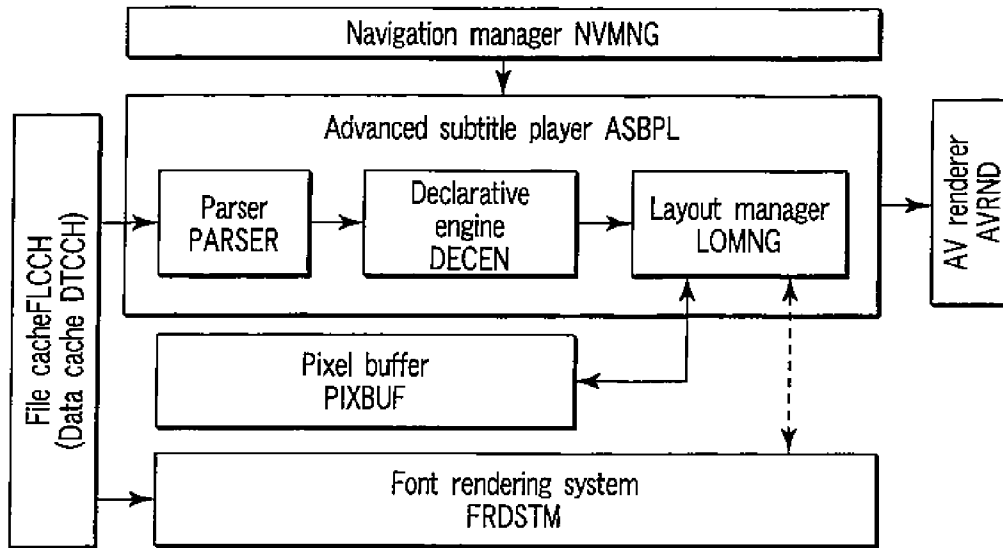 Navigation manager NVMNG
Advanced subtitle player ASBPL
Parser
PARSER
Declarative
engine
DECEN
Layout manager
LOMNG
AV renderer
AVRND
File cacheFLCCH
(Data cache DTCCH)
Pixel buffer
PIXBUF
Font rendering system
FRDSTM